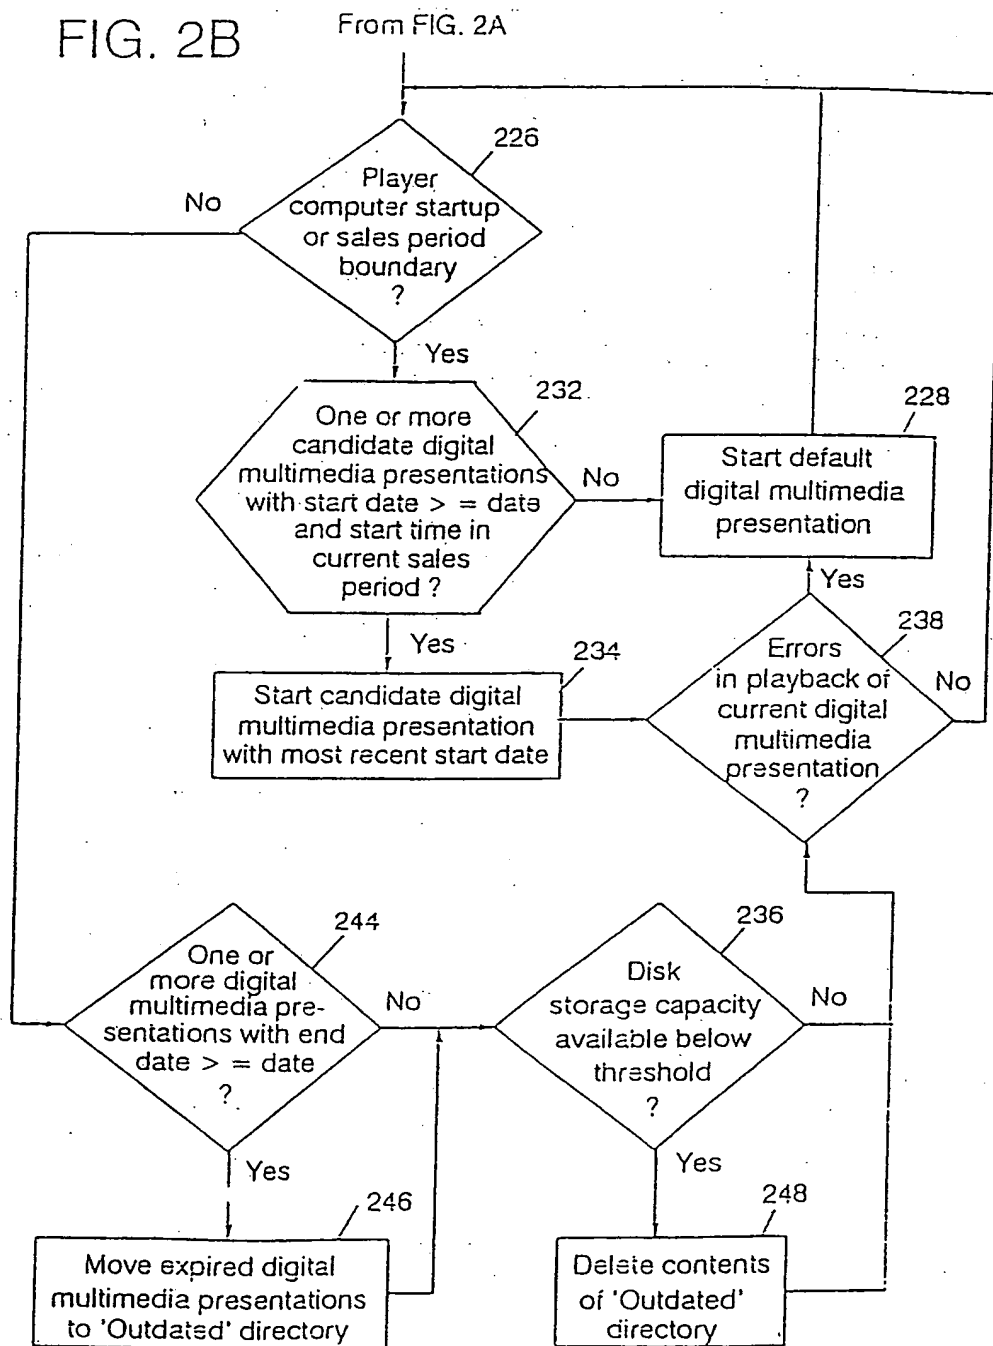 FIG. 2B
From FIG. 2A
226
Player
computer startup
or sales period
boundary
?
No
Yes
232
One or more
candidate digital
multimedia presentations
with start date > = date
and start time in
current sales
period ?
No
Yes
228
Start default
digital multimedia
presentation
Yes
234
Start candidate digital
multimedia presentation
with most recent start date
238
Errors
in playback of
current digital
multimedia
presentation
?
No
244
One or
more digital
multimedia pre-
sentations with end
date > = date
?
No
Yes
236
Disk
storage capacity
available below
threshold
?
No
Yes
246
Move expired digital
multimedia presentations
to 'Outdated' directory
248
Delete contents
of 'Outdated'
directory